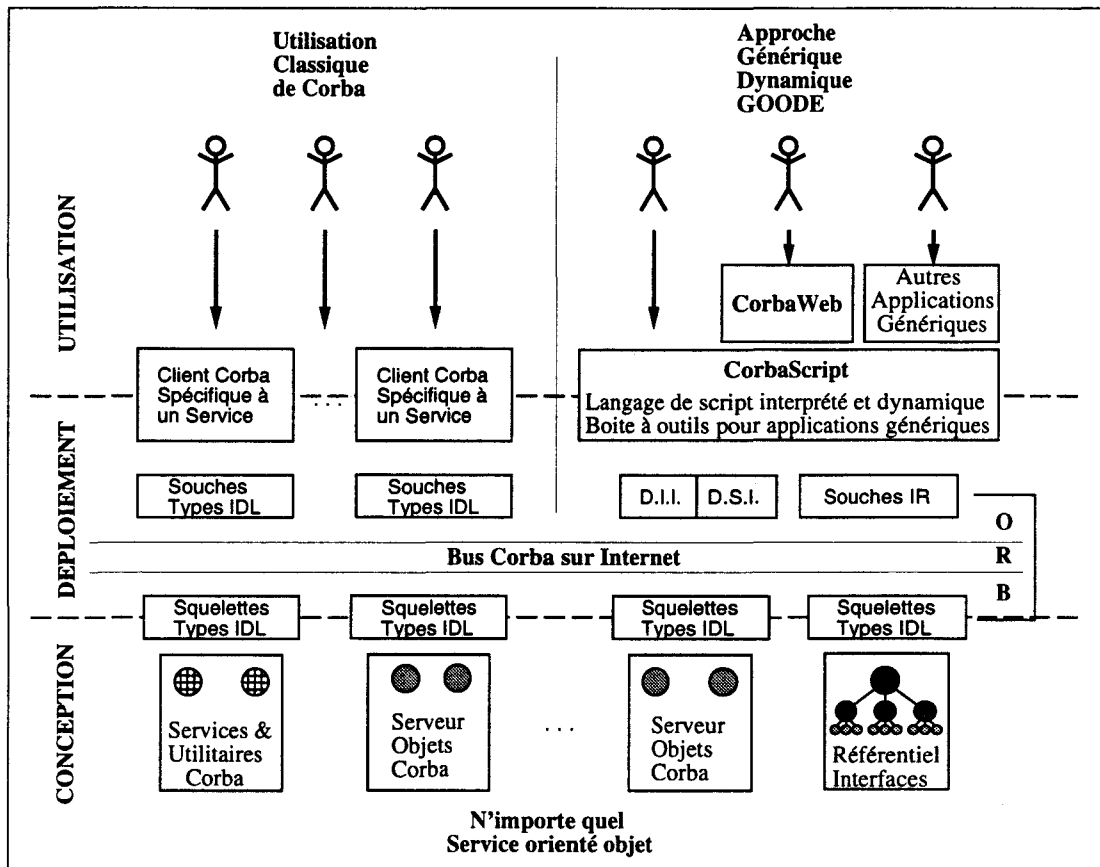 Utilisation
Classique
de Corba
Approche
Générique
Dynamique
GOODE
UTILISATION
CorbaWeb
Autres
Applications
Génériques
Client Corba
Spécifique à
un Service
. . .
Client Corba
Spécifique à
un Service
CorbaScript
Langage de script interprété et dynamique
Boite à outils pour applications génériques
DEPLOIEMENT
Souches
Types IDL
Souches
Types IDL
D.I.I.
D.S.I.
Souches IR
O
R
B
Bus Corba sur Internet
Squelettes
Types IDL
Squelettes
Types IDL
Squelettes
Types IDL
Squelettes
Types IDL
CONCEPTION
Services &
Utilitaires
Corba
Serveur
Objets
Corba
. . .
Serveur
Objets
Corba
Référentiel
Interfaces
N'importe quel
Service orienté objet